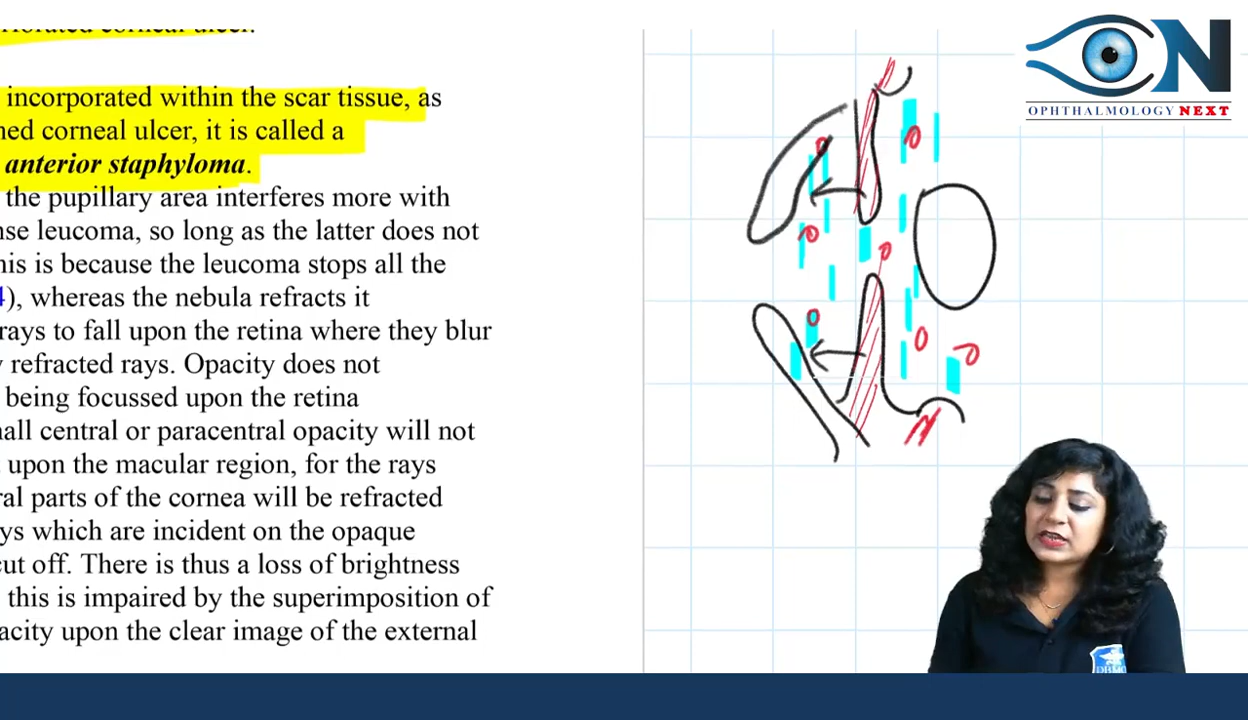 incorporated within the scar tissue, as
ned corneal ulcer, it is called a
anterior staphyloma.
the pupillary area interferes more with
nse leucoma, so long as the latter does not
his is because the leucoma stops all the
4), whereas the nebula refracts it
rays to fall upon the retina where they blur
y refracted rays. Opacity does not
being focussed upon the retina
nall central or paracentral opacity will not
upon the macular region, for the rays
ral parts of the cornea will be refracted
ys which are incident on the opaque
cut off. There is thus a loss of brightness
this is impaired by the superimposition of
acity upon the clear image of the external
ON
OPHTHALMOLOGY NEXT